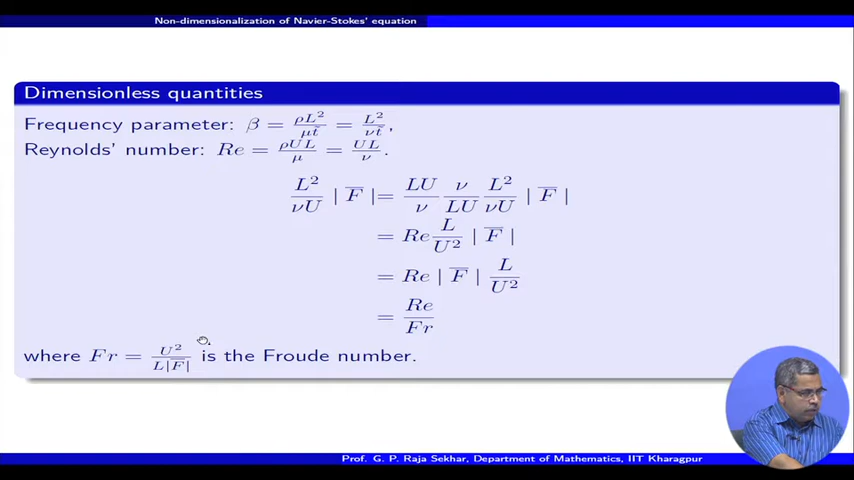 Non-dimensionalization of Navier-Stokes' equation
Dimensionless quantities
Frequency parameter: β = ρL²/μt̃ = L²/νt̃,
Reynolds' number: Re = ρUL/μ = UL/ν.
L²/νU | F̅ |= LU/ν ν/LU L²/νU | F̅ |
= Re L/U² | F̅ |
= Re | F̅ | L/U²
= Re/Fr
where Fr = U²/L|F̅| is the Froude number.
Prof. G. P. Raja Sekhar, Department of Mathematics, IIT Kharagpur